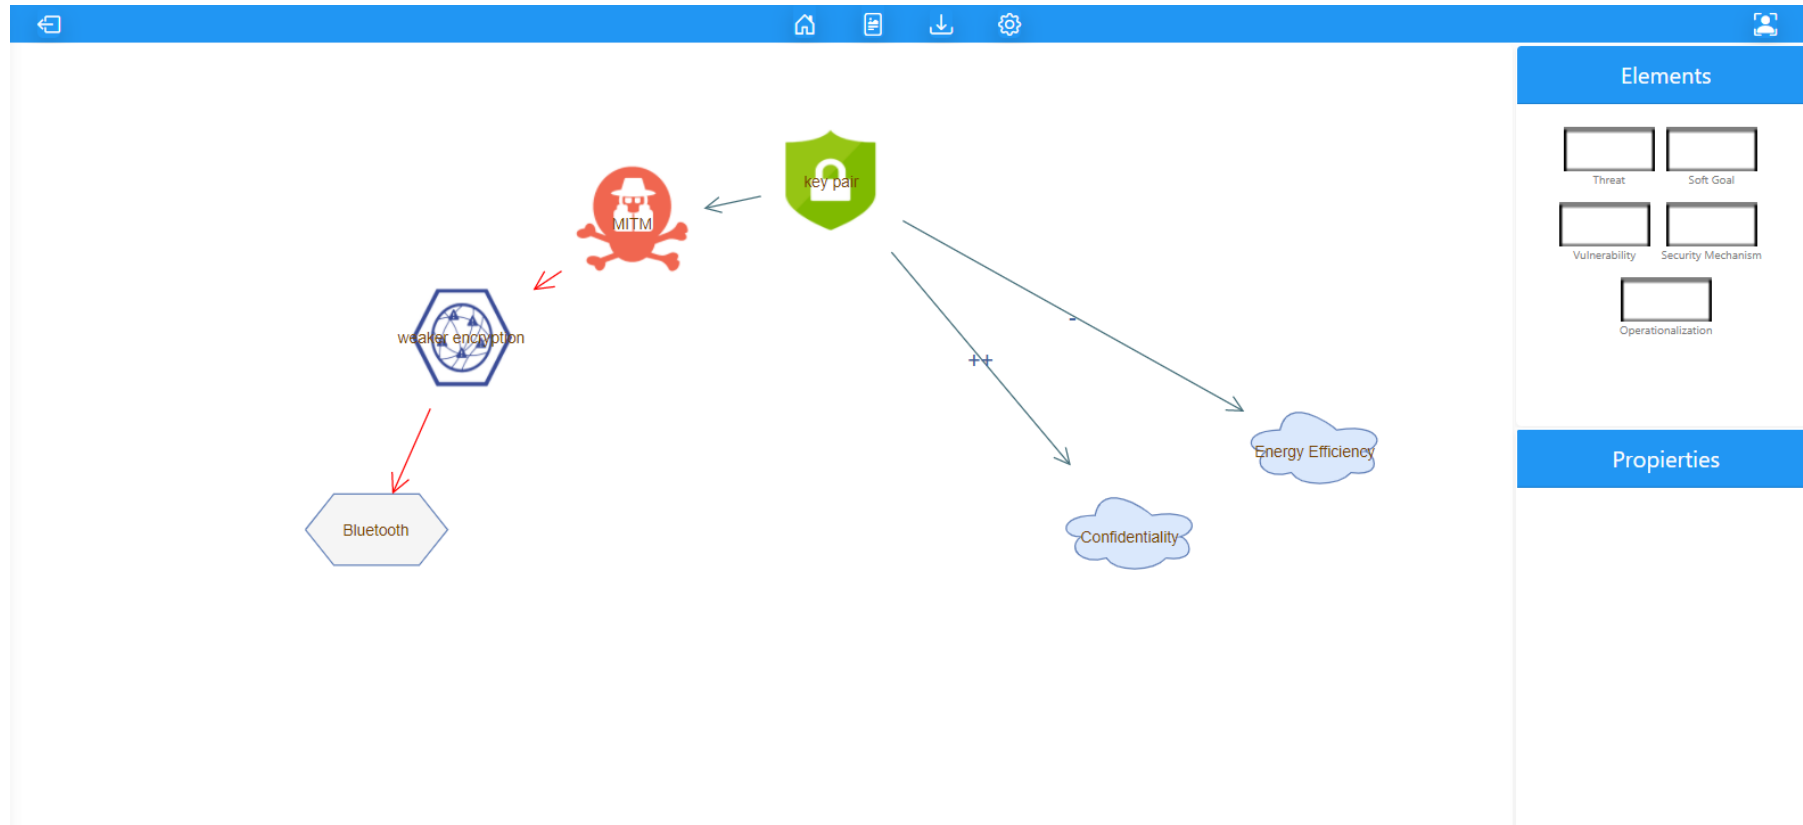 Elements
Threat
Soft Goal
Vulnerability
Security Mechanism
Operationalization
Propierties
key pair
MITM
weaker encryption
Bluetooth
-
++
Energy Efficiency
Confidentiality